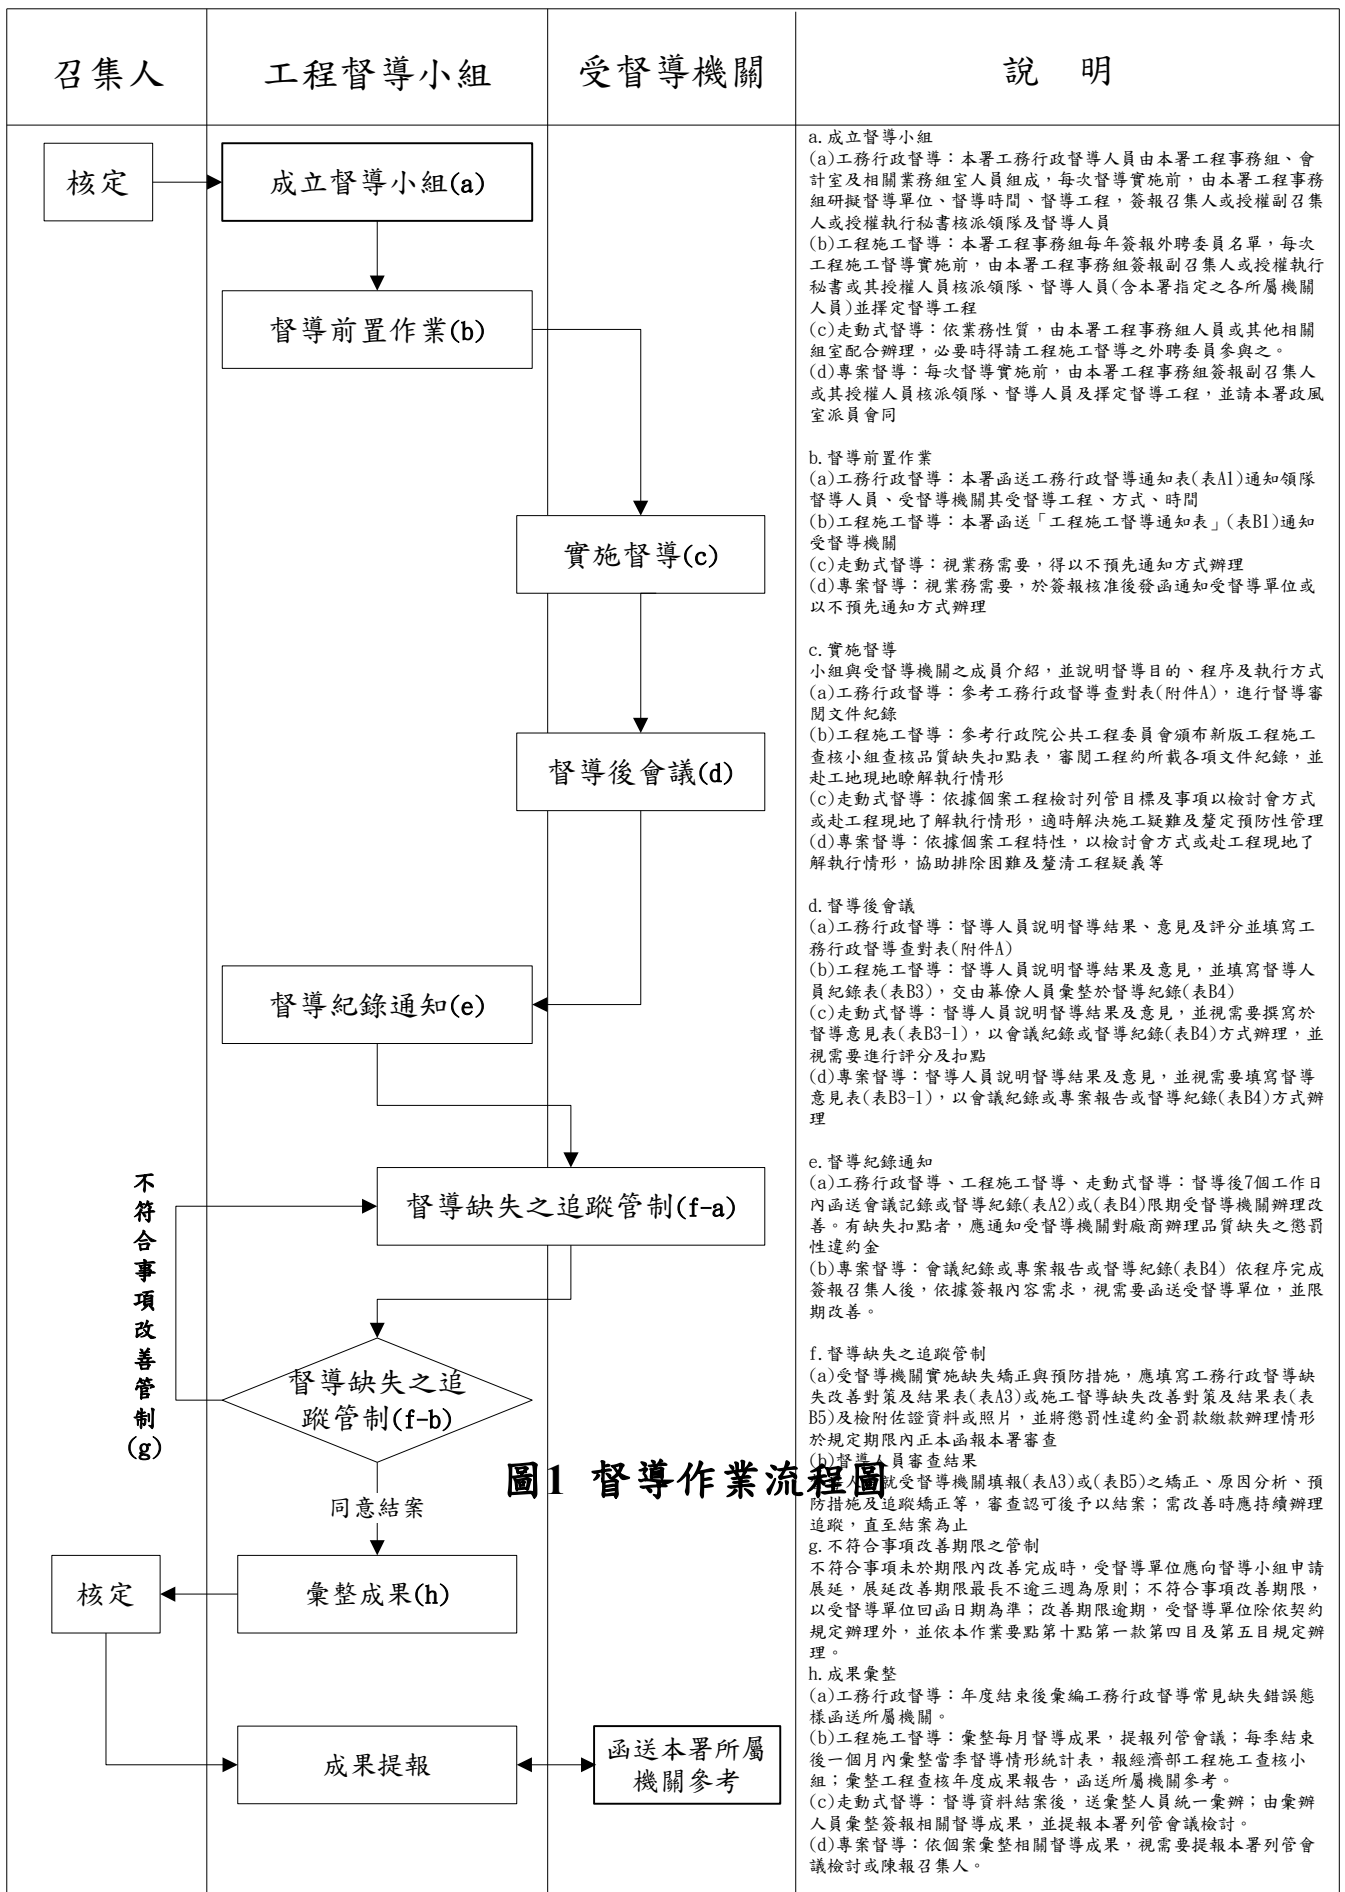 召集人
工程督導小組
受督導機關
說 明
核定
成立督導小組(a)
督導前置作業(b)
實施督導(c)
督導後會議(d)
督導紀錄通知(e)
督導缺失之追蹤管制(f-a)
不符合事項改善管制(g)
督導缺失之追
蹤管制(f-b)
同意結案
彙整成果(h)
核定
成果提報
函送本署所屬
機關參考
圖1 督導作業流程圖
a.成立督導小組
(a)工務行政督導：本署工務行政督導人員由本署工程事務組、會
計室及相關業務組室人員組成，每次督導實施前，由本署工程事務
組研擬督導單位、督導時間、督導工程，簽報召集人或授權副召集
人或授權執行秘書核派領隊及督導人員
(b)工程施工督導：本署工程事務組每年簽報外聘委員名單，每次
工程施工督導實施前，由本署工程事務組簽報副召集人或授權執行
秘書或其授權人員核派領隊、督導人員(含本署指定之各所屬機關
人員)並擇定督導工程
(c)走動式督導：依業務性質，由本署工程事務組人員或其他相關
組室配合辦理，必要時得請工程施工督導之外聘委員參與之。
(d)專案督導：每次督導實施前，由本署工程事務組簽報副召集人
或其授權人員核派領隊、督導人員及擇定督導工程，並請本署政風
室派員會同
b.督導前置作業
(a)工務行政督導：本署函送工務行政督導通知表(表A1)通知領隊
督導人員、受督導機關其受督導工程、方式、時間
(b)工程施工督導：本署函送「工程施工督導通知表」(表B1)通知
受督導機關
(c)走動式督導：視業務需要，得以不預先通知方式辦理
(d)專案督導：視業務需要，於簽報核准後發函通知受督導單位或
以不預先通知方式辦理
c.實施督導
小組與受督導機關之成員介紹，並說明督導目的、程序及執行方式
(a)工務行政督導：參考工務行政督導查對表(附件A)，進行督導審
閱文件紀錄
(b)工程施工督導：參考行政院公共工程委員會頒布新版工程施工
查核小組查核品質缺失扣點表，審閱工程約所載各項文件紀錄，並
赴工地現地瞭解執行情形
(c)走動式督導：依據個案工程檢討列管目標及事項以檢討會方式
或赴工程現地了解執行情形，適時解決施工疑難及釐定預防性管理
(d)專案督導：依據個案工程特性，以檢討會方式或赴工程現地了
解執行情形，協助排除困難及釐清工程疑義等
d.督導後會議
(a)工務行政督導：督導人員說明督導結果、意見及評分並填寫工
務行政督導查對表(附件A)
(b)工程施工督導：督導人員說明督導結果及意見，並填寫督導人
員紀錄表(表B3)，交由幕僚人員彙整於督導紀錄(表B4)
(c)走動式督導：督導人員說明督導結果及意見，並視需要撰寫於
督導意見表(表B3-1)，以會議紀錄或督導紀錄(表B4)方式辦理，並
視需要進行評分及扣點
(d)專案督導：督導人員說明督導結果及意見，並視需要填寫督導
意見表(表B3-1)，以會議紀錄或專案報告或督導紀錄(表B4)方式辦
理
e.督導紀錄通知
(a)工務行政督導、工程施工督導、走動式督導：督導後7個工作日
內函送會議記錄或督導紀錄(表A2)或(表B4)限期受督導機關辦理改
善。有缺失扣點者，應通知受督導機關對廠商辦理品質缺失之懲罰
性違約金
(b)專案督導：會議紀錄或專案報告或督導紀錄(表B4) 依程序完成
簽報召集人後，依據簽報內容需求，視需要函送受督導單位，並限
期改善。
f.督導缺失之追蹤管制
(a)受督導機關實施缺失矯正與預防措施，應填寫工務行政督導缺
失改善對策及結果表(表A3)或施工督導缺失改善對策及結果表(表
B5)及檢附佐證資料或照片，並將懲罰性違約金罰款繳款辦理情形
於規定期限內正本函報本署審查
(b)督導人員審查結果
人 就受督導機關填報(表A3)或(表B5)之矯正、原因分析、預
防措施及追蹤矯正等，審查認可後予以結案；需改善時應持續辦理
追蹤，直至結案為止
g.不符合事項改善期限之管制
不符合事項未於期限內改善完成時，受督導單位應向督導小組申請
展延，展延改善期限最長不逾三週為原則；不符合事項改善期限，
以受督導單位回函日期為準；改善期限逾期，受督導單位除依契約
規定辦理外，並依本作業要點第十點第一款第四目及第五目規定辦
理。
h.成果彙整
(a)工務行政督導：年度結束後彙編工務行政督導常見缺失錯誤態
樣函送所屬機關。
(b)工程施工督導：彙整每月督導成果，提報列管會議；每季結束
後一個月內彙整當季督導情形統計表，報經濟部工程施工查核小
組；彙整工程查核年度成果報告，函送所屬機關參考。
(c)走動式督導：督導資料結案後，送彙整人員統一彙辦；由彙辦
人員彙整簽報相關督導成果，並提報本署列管會議檢討。
(d)專案督導：依個案彙整相關督導成果，視需要提報本署列管會
議檢討或陳報召集人。